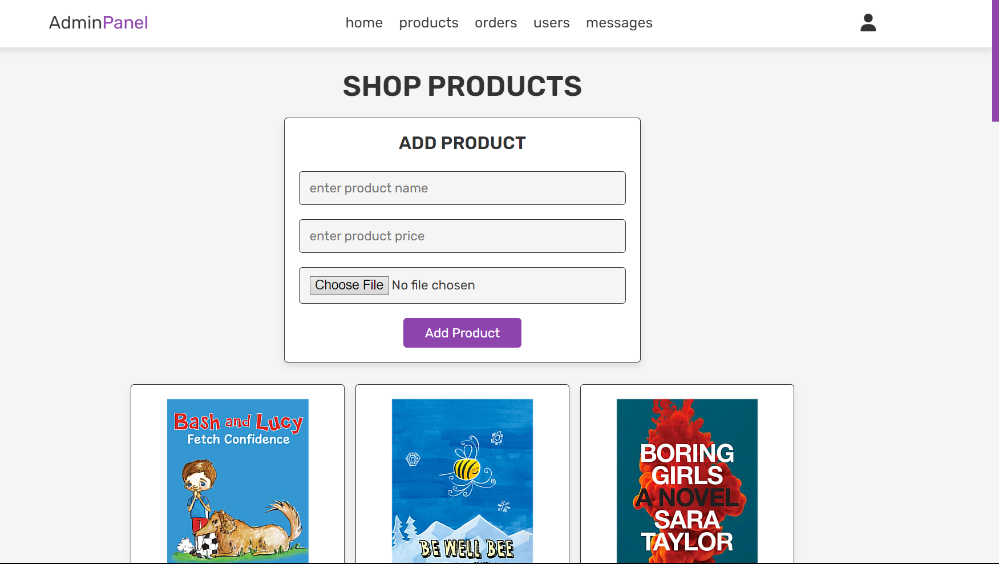 AdminPanel
home products orders users messages
SHOP PRODUCTS
ADD PRODUCT
enter product name
enter product price
Choose File No file chosen
Add Product
Bash and Lucy
Fetch Confidence
BE WELL BEE
BORING
GIRLS
A NOVEL
SARA
TAYLOR